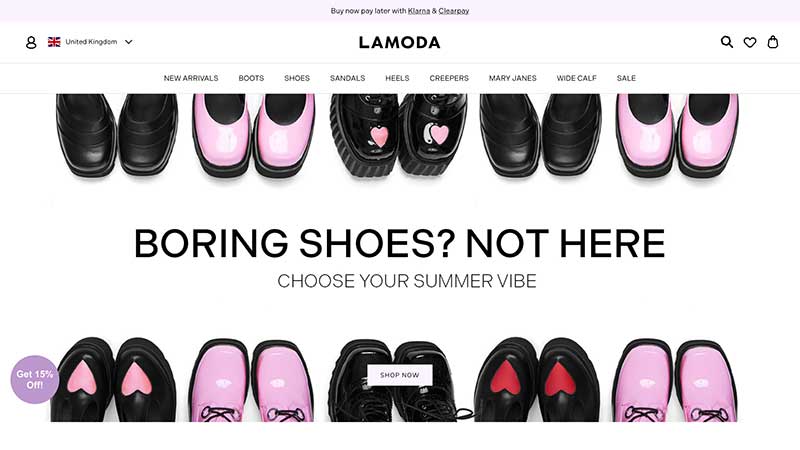 Buy now pay later with Klarna & Clearpay
United Kingdom
LAMODA
NEW ARRIVALS BOOTS SHOES SANDALS HEELS CREEPERS MARY JANES WIDE CALF SALE
BORING SHOES? NOT HERE
CHOOSE YOUR SUMMER VIBE
Get 15%
Off!
SHOP NOW